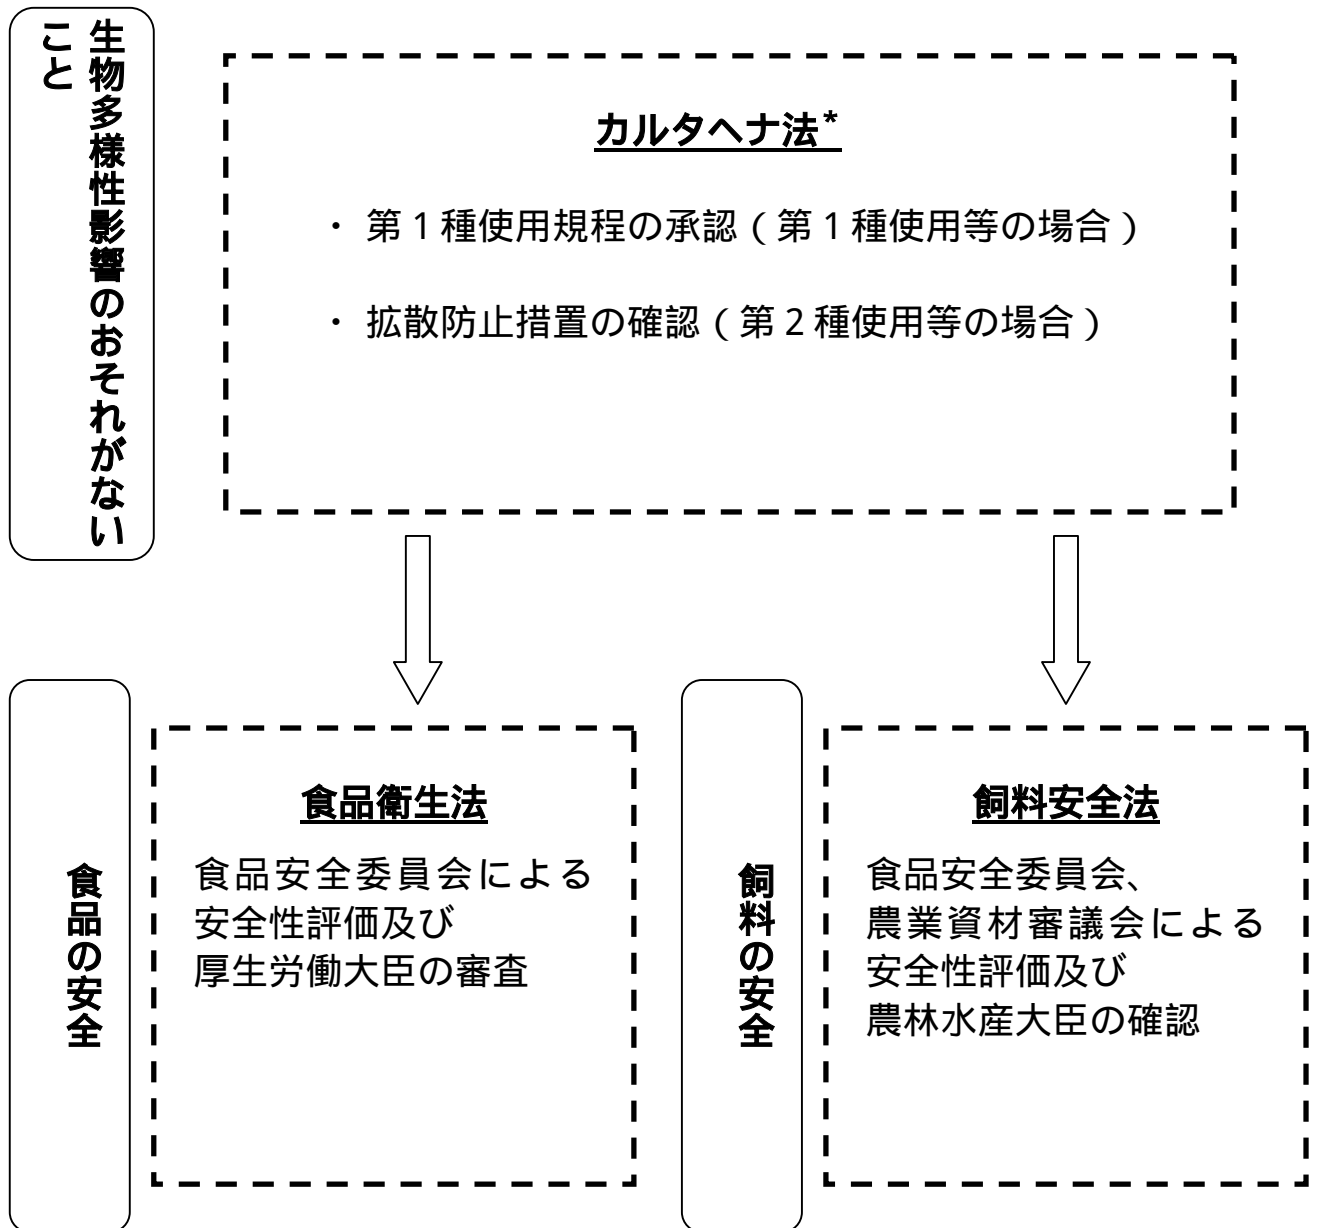 生物多様性影響のおそれがない
こと
カルタヘナ法*
・ 第１種使用規程の承認（第１種使用等の場合）
・ 拡散防止措置の確認（第２種使用等の場合）
食品の安全
食品衛生法
食品安全委員会による
安全性評価及び
厚生労働大臣の審査
飼料の安全
飼料安全法
食品安全委員会、
農業資材審議会による
安全性評価及び
農林水産大臣の確認